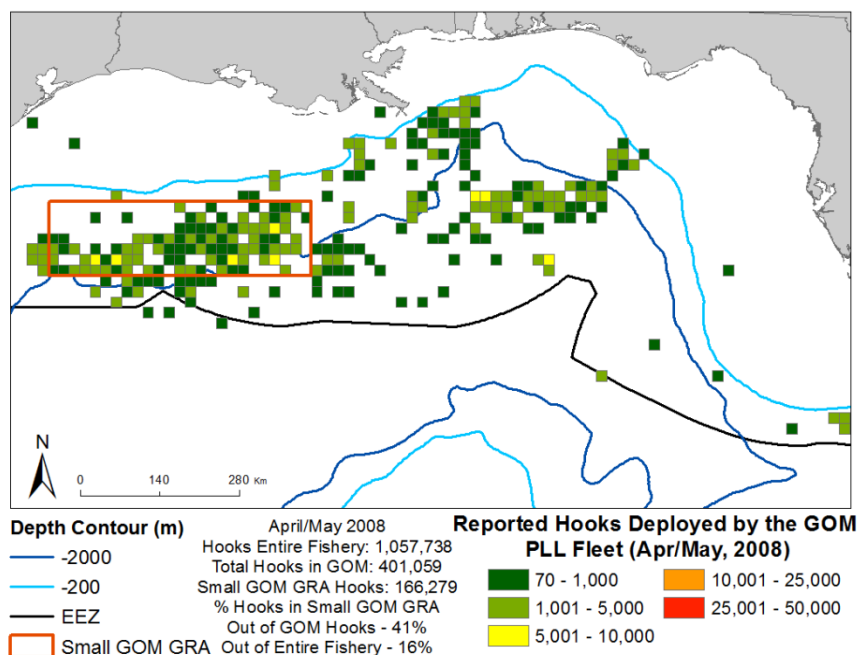 N
0 140 280 Km
Depth Contour (m)
-2000
-200
EEZ
Small GOM GRA
April/May 2008
Hooks Entire Fishery: 1,057,738
Total Hooks in GOM: 401,059
Small GOM GRA Hooks: 166,279
% Hooks in Small GOM GRA
Out of GOM Hooks - 41%
Out of Entire Fishery - 16%
Reported Hooks Deployed by the GOM
PLL Fleet (Apr/May, 2008)
70 - 1,000
1,001 - 5,000
5,001 - 10,000
10,001 - 25,000
25,001 - 50,000